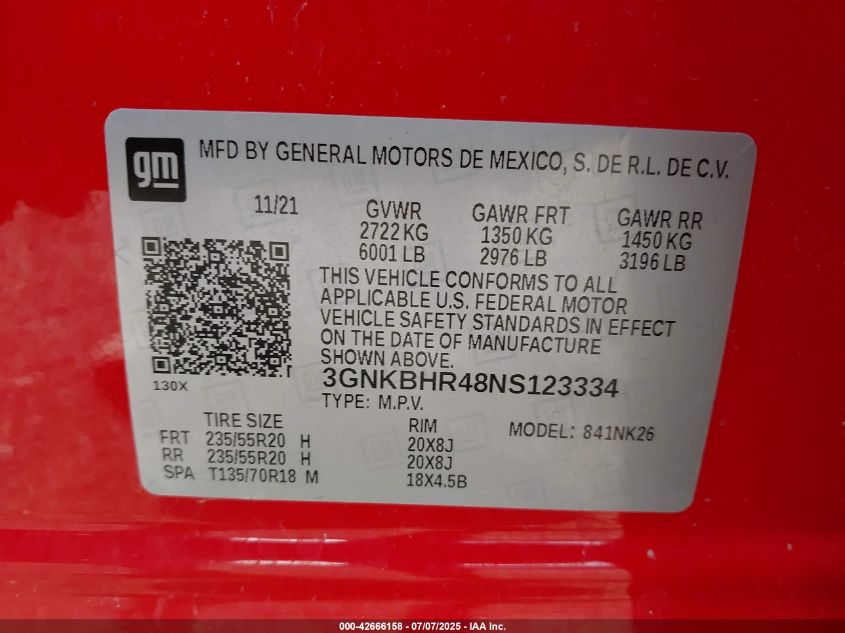 gm
MFD BY GENERAL MOTORS DE MEXICO, S. DE R.L. DE C.V.
11/21
GVWR
2722 KG
6001 LB
GAWR FRT
1350 KG
2976 LB
GAWR RR
1450 KG
3196 LB
THIS VEHICLE CONFORMS TO ALL
APPLICABLE U.S. FEDERAL MOTOR
VEHICLE SAFETY STANDARDS IN EFFECT
ON THE DATE OF MANUFACTURE
SHOWN ABOVE.
130X
3GNKBHR48NS123334
TYPE: M.P.V.
TIRE SIZE
RIM
MODEL: 841NK26
FRT 235/55R20 H 20X8J
RR 235/55R20 H 20X8J
SPA T135/70R18 M 18X4.5B
000-42666158 - 07/07/2025 - IAA Inc.